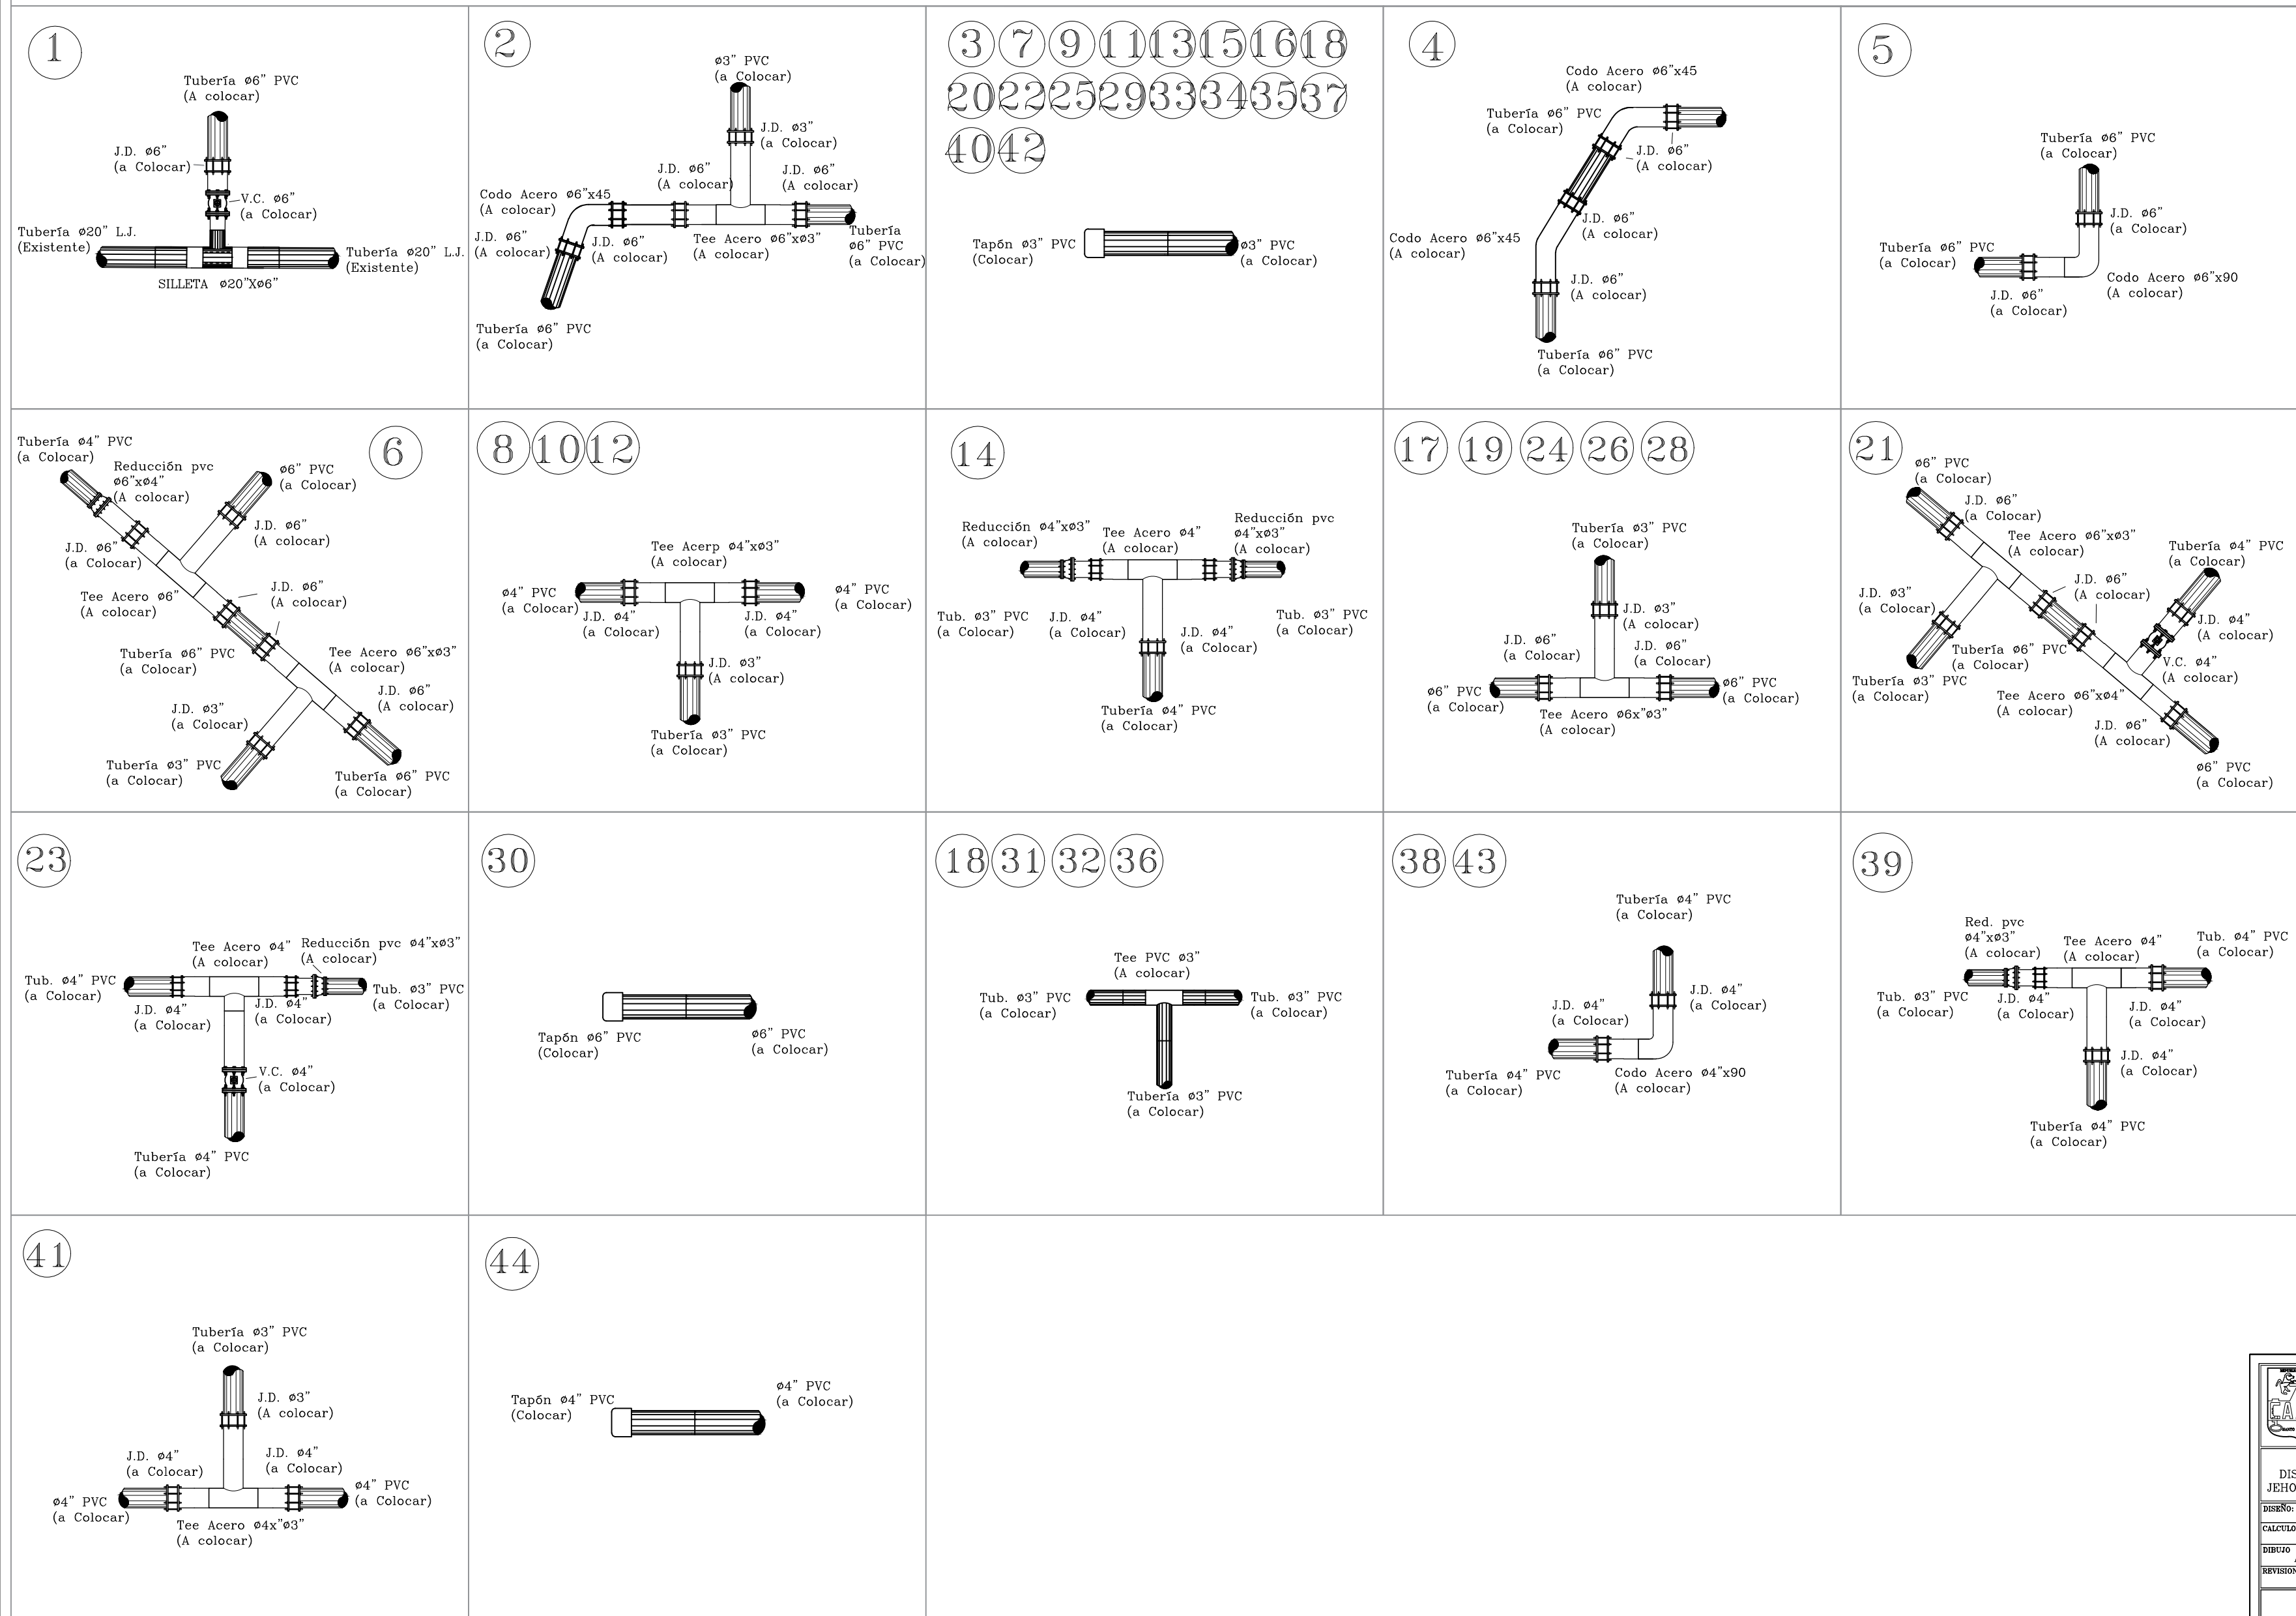 1
Tubería ø6" PVC
(A colocar)
J.D. ø6"
(a Colocar)
V.C. ø6"
(a Colocar)
Tubería ø20" L.J.
(Existente)
Tubería ø20" L.J.
(Existente)
SILLETA ø20"Xø6"
2
ø3" PVC
(a Colocar)
J.D. ø3"
(a Colocar)
J.D. ø6"
(A colocar)
J.D. ø6"
(A colocar)
Codo Acero ø6"x45
(A colocar)
J.D. ø6"
(A colocar)
J.D. ø6"
(A colocar)
Tee Acero ø6"xø3"
(A colocar)
Tubería
ø6" PVC
(a Colocar)
Tubería ø6" PVC
(a Colocar)
3 7 9 11 13 15 16 18
20 22 25 29 33 34 35 37
40 42
Tapón ø3" PVC
(Colocar)
ø3" PVC
(a Colocar)
4
Codo Acero ø6"x45
(A colocar)
Tubería ø6" PVC
(a Colocar)
J.D. ø6"
(A colocar)
J.D. ø6"
(A colocar)
Codo Acero ø6"x45
(A colocar)
J.D. ø6"
(A colocar)
Tubería ø6" PVC
(a Colocar)
5
Tubería ø6" PVC
(a Colocar)
J.D. ø6"
(a Colocar)
Tubería ø6" PVC
(a Colocar)
Codo Acero ø6"x90
(A colocar)
J.D. ø6"
(a Colocar)
6
Tubería ø4" PVC
(a Colocar)
Reducción pvc
ø6"xø4"
(A colocar)
ø6" PVC
(a Colocar)
J.D. ø6"
(A colocar)
J.D. ø6"
(A colocar)
J.D. ø6"
(A colocar)
Tee Acero ø6"
(A colocar)
Tubería ø6" PVC
(a Colocar)
Tee Acero ø6"xø3"
(A colocar)
J.D. ø6"
(A colocar)
J.D. ø3"
(a Colocar)
Tubería ø3" PVC
(a Colocar)
Tubería ø6" PVC
(a Colocar)
8 10 12
Tee Acerp ø4"xø3"
(A colocar)
ø4" PVC
(a Colocar)
ø4" PVC
(a Colocar)
J.D. ø4"
(a Colocar)
J.D. ø4"
(a Colocar)
J.D. ø3"
(A colocar)
Tubería ø3" PVC
(a Colocar)
14
Reducción ø4"xø3"
(A colocar)
Tee Acero ø4"
(A colocar)
Reducción pvc
ø4"xø3"
(A colocar)
Tub. ø3" PVC
(a Colocar)
J.D. ø4"
(a Colocar)
J.D. ø4"
(a Colocar)
Tub. ø3" PVC
(a Colocar)
Tubería ø4" PVC
(a Colocar)
17 19 24 26 28
Tubería ø3" PVC
(a Colocar)
J.D. ø3"
(A colocar)
J.D. ø6"
(a Colocar)
J.D. ø6"
(a Colocar)
ø6" PVC
(a Colocar)
ø6" PVC
(a Colocar)
Tee Acero ø6x"ø3"
(A colocar)
21
ø6" PVC
(a Colocar)
J.D. ø6"
(A colocar)
Tee Acero ø6"xø3"
(A colocar)
Tubería ø4" PVC
(a Colocar)
J.D. ø3"
(a Colocar)
J.D. ø6"
(A colocar)
J.D. ø4"
(A colocar)
Tubería ø6" PVC
(a Colocar)
V.C. ø4"
(A colocar)
Tubería ø3" PVC
(a Colocar)
Tee Acero ø6"xø4"
(A colocar)
J.D. ø6"
(A colocar)
ø6" PVC
(a Colocar)
23
Tee Acero ø4"
(A colocar)
Reducción pvc ø4"xø3"
(A colocar)
Tub. ø4" PVC
(a Colocar)
J.D. ø4"
(a Colocar)
J.D. ø4"
(a Colocar)
Tub. ø3" PVC
(a Colocar)
V.C. ø4"
(a Colocar)
Tubería ø4" PVC
(a Colocar)
30
Tapón ø6" PVC
(Colocar)
ø6" PVC
(a Colocar)
18 31 32 36
Tee PVC ø3"
(A colocar)
Tub. ø3" PVC
(a Colocar)
Tub. ø3" PVC
(a Colocar)
Tubería ø3" PVC
(a Colocar)
38 43
Tubería ø4" PVC
(a Colocar)
J.D. ø4"
(a Colocar)
J.D. ø4"
(a Colocar)
Tubería ø4" PVC
(a Colocar)
Codo Acero ø4"x90
(A colocar)
39
Red. pvc
ø4"xø3"
(A colocar)
Tee Acero ø4"
(A colocar)
Tub. ø4" PVC
(a Colocar)
Tub. ø3" PVC
(a Colocar)
J.D. ø4"
(a Colocar)
J.D. ø4"
(a Colocar)
J.D. ø4"
(a Colocar)
Tubería ø4" PVC
(a Colocar)
41
Tubería ø3" PVC
(a Colocar)
J.D. ø3"
(A colocar)
J.D. ø4"
(a Colocar)
J.D. ø4"
(a Colocar)
ø4" PVC
(a Colocar)
ø4" PVC
(a Colocar)
Tee Acero ø4x"ø3"
(A colocar)
44
Tapón ø4" PVC
(Colocar)
ø4" PVC
(a Colocar)
DIS
JEHO
DISEÑO:
CALCULO
DIBUJO
REVISION